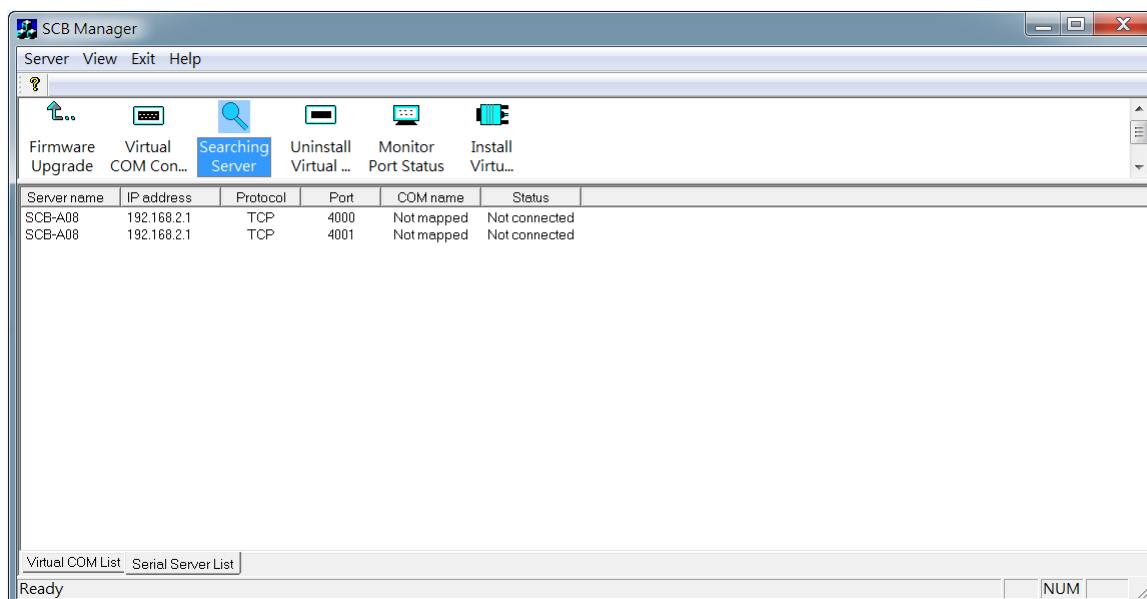 SCB Manager
Server View Exit Help
Firmware Upgrade
Virtual COM Con...
Searching Server
Uninstall Virtual ...
Monitor Port Status
Install Virtu...
Server name IP address Protocol Port COM name Status
SCB-A08 192.168.2.1 TCP 4000 Not mapped Not connected
SCB-A08 192.168.2.1 TCP 4001 Not mapped Not connected
Virtual COM List Serial Server List
Ready NUM